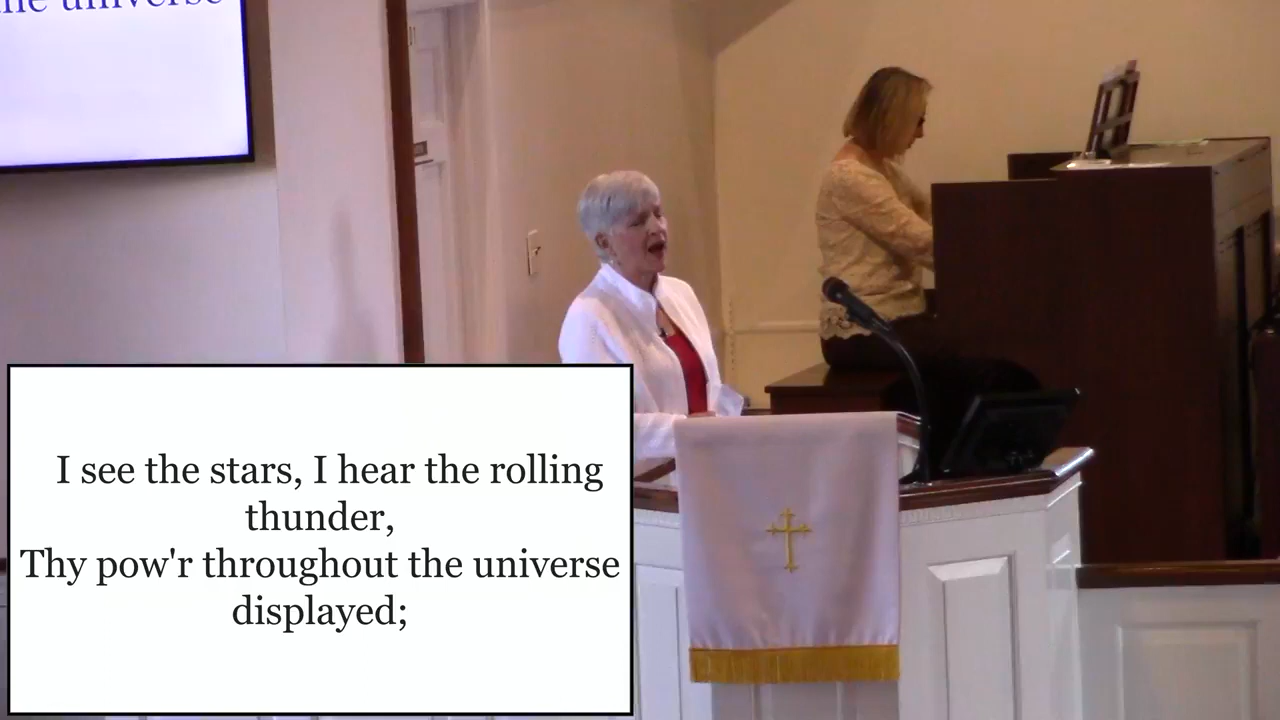 the universe
I see the stars, I hear the rolling
thunder,
Thy pow'r throughout the universe
displayed;